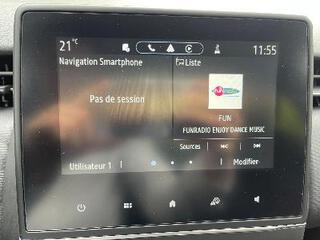 21 °C
11:55
Navigation Smartphone
Liste
Pas de session
FUN
FUNRADIO ENJOY DANCE MUSIC
Sources
Utilisateur 1
Modifier